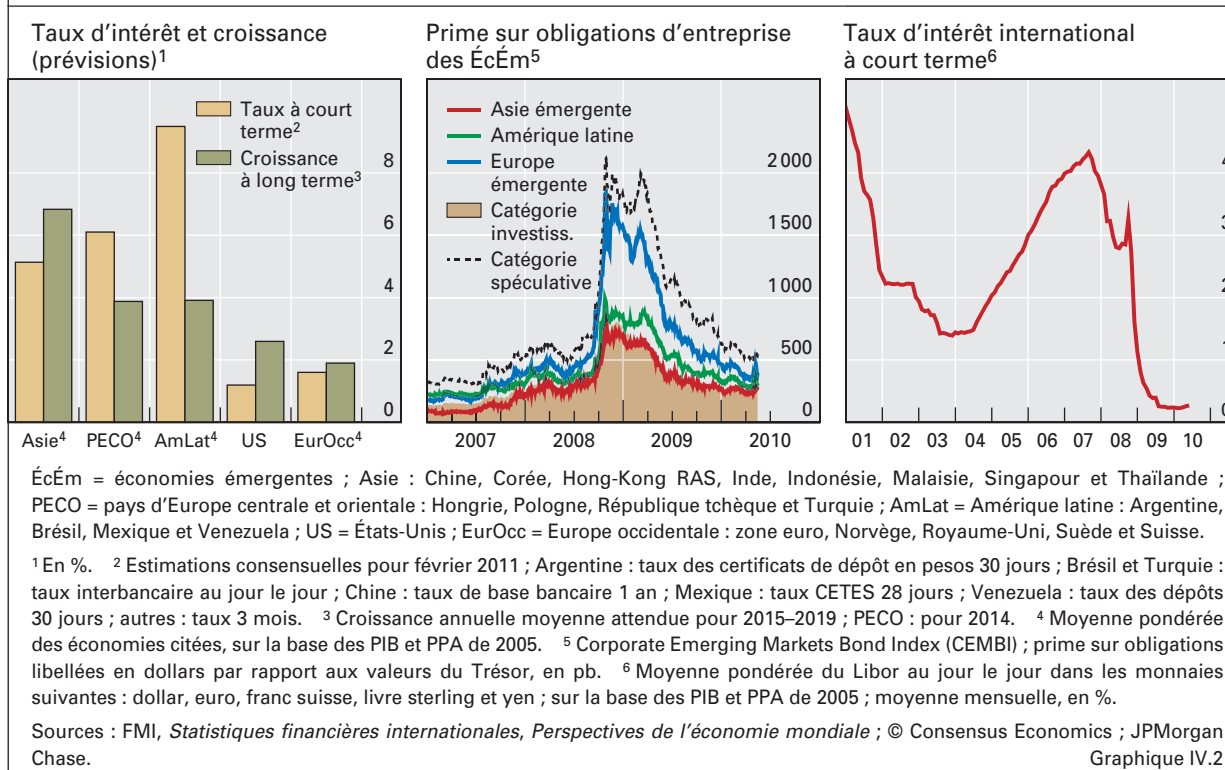 Taux d'intérêt et croissance
(prévisions)¹
Taux à court
terme²
Croissance
à long terme³
8
6
4
2
0
Asie⁴ PECO⁴ AmLat⁴ US EurOcc⁴
Prime sur obligations d'entreprise
des ÉcÉm⁵
Asie émergente
Amérique latine
Europe
émergente
Catégorie
investiss.
Catégorie
spéculative
2 000
1 500
1 000
500
0
2007 2008 2009 2010
Taux d'intérêt international
à court terme⁶
4
3
2
1
0
01 02 03 04 05 06 07 08 09 10
ÉcÉm = économies émergentes ; Asie : Chine, Corée, Hong-Kong RAS, Inde, Indonésie, Malaisie, Singapour et Thaïlande ;
PECO = pays d'Europe centrale et orientale : Hongrie, Pologne, République tchèque et Turquie ; AmLat = Amérique latine : Argentine,
Brésil, Mexique et Venezuela ; US = États-Unis ; EurOcc = Europe occidentale : zone euro, Norvège, Royaume-Uni, Suède et Suisse.
¹ En %. ² Estimations consensuelles pour février 2011 ; Argentine : taux des certificats de dépôt en pesos 30 jours ; Brésil et Turquie :
taux interbancaire au jour le jour ; Chine : taux de base bancaire 1 an ; Mexique : taux CETES 28 jours ; Venezuela : taux des dépôts
30 jours ; autres : taux 3 mois. ³ Croissance annuelle moyenne attendue pour 2015–2019 ; PECO : pour 2014. ⁴ Moyenne pondérée
des économies citées, sur la base des PIB et PPA de 2005. ⁵ Corporate Emerging Markets Bond Index (CEMBI) ; prime sur obligations
libellées en dollars par rapport aux valeurs du Trésor, en pb. ⁶ Moyenne pondérée du Libor au jour le jour dans les monnaies
suivantes : dollar, euro, franc suisse, livre sterling et yen ; sur la base des PIB et PPA de 2005 ; moyenne mensuelle, en %.
Sources : FMI, Statistiques financières internationales, Perspectives de l'économie mondiale ; © Consensus Economics ; JPMorgan
Chase. Graphique IV.2